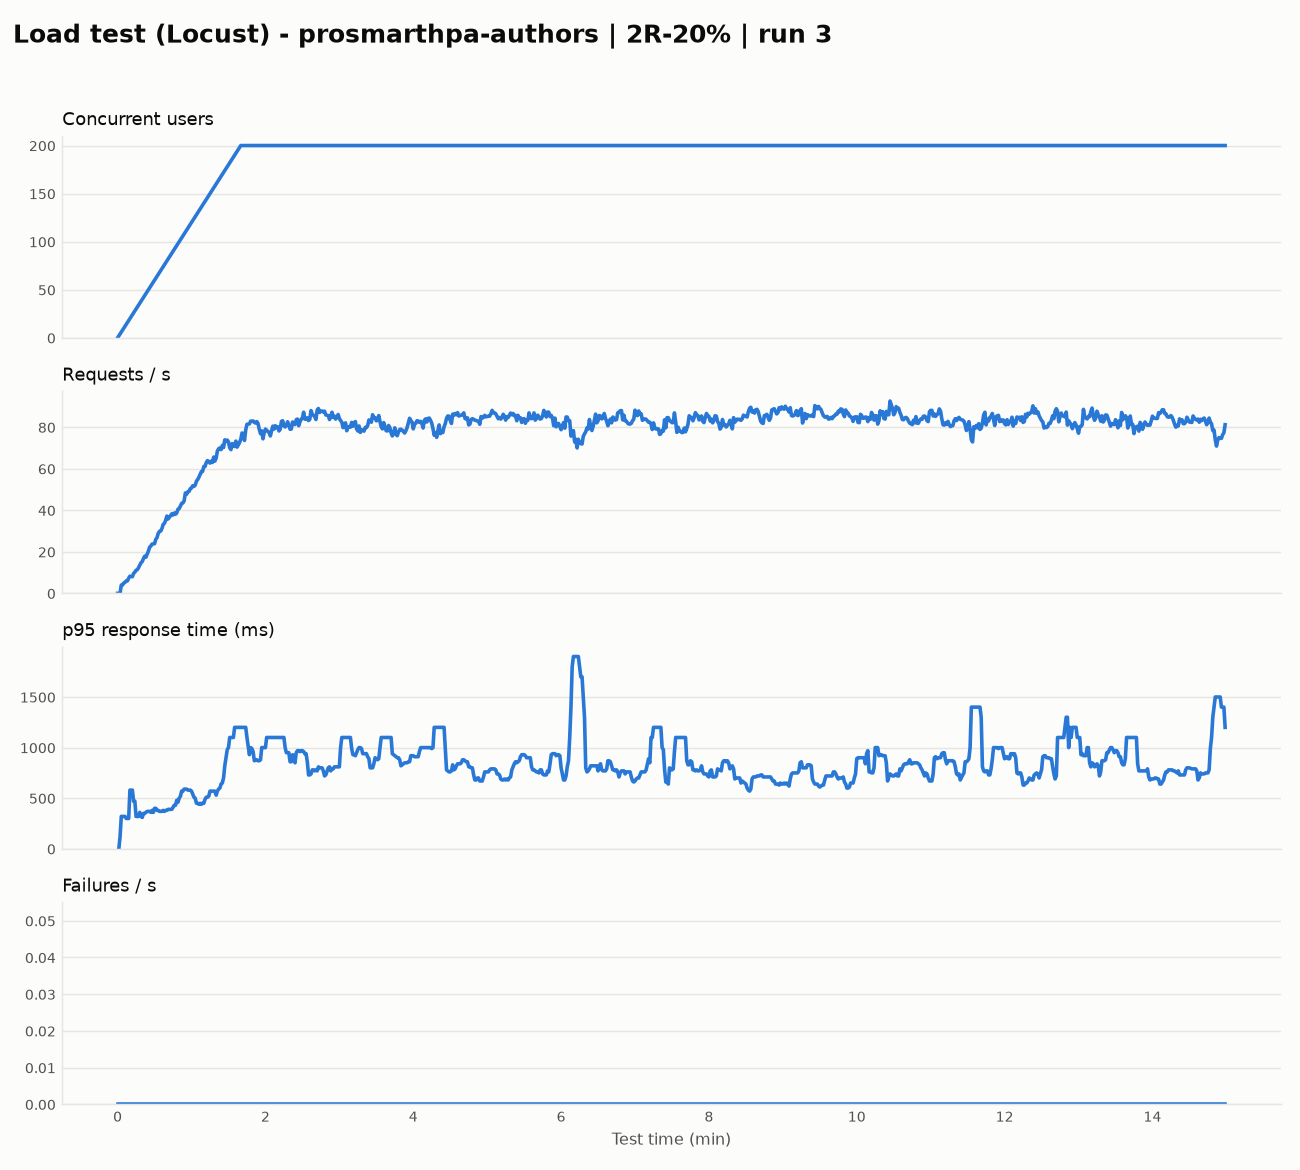 Load test (Locust) - prosmarthpa-authors | 2R-20% | run 3
Concurrent users
200
150
100
50
0
Requests / s
80
60
40
20
0
p95 response time (ms)
1500
1000
500
0
Failures / s
0.05
0.04
0.03
0.02
0.01
0.00
0 2 4 6 8 10 12 14
Test time (min)